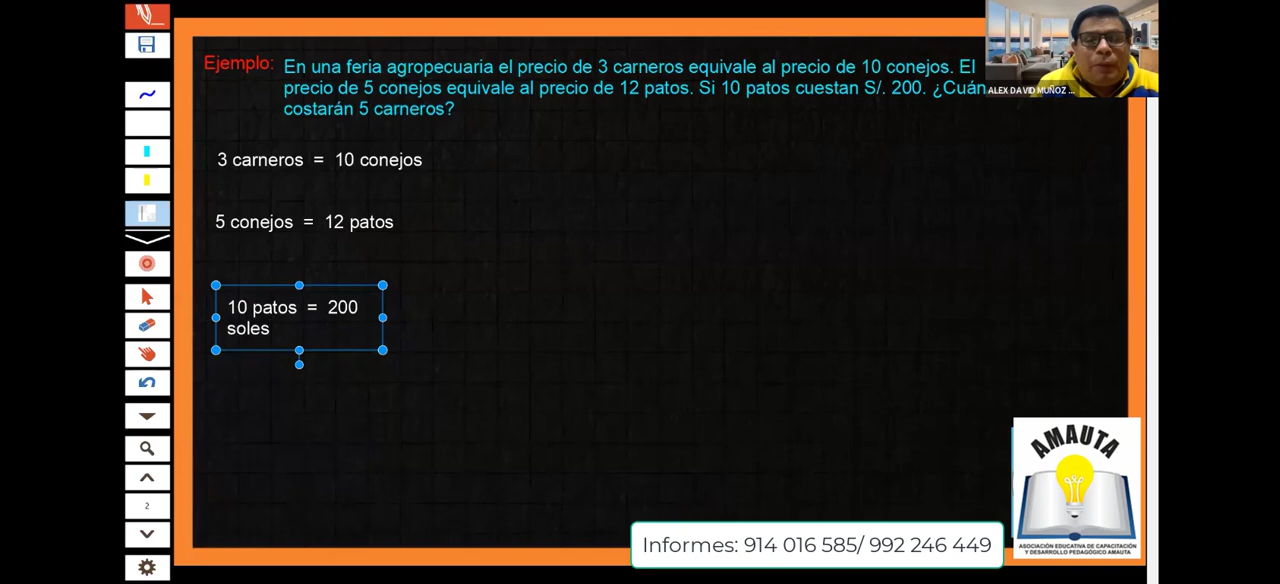 Ejemplo: En una feria agropecuaria el precio de 3 carneros equivale al precio de 10 conejos. El
precio de 5 conejos equivale al precio de 12 patos. Si 10 patos cuestan S/. 200. ¿Cuán
costarán 5 carneros?
ALEX DAVID MUÑOZ ...
3 carneros = 10 conejos
5 conejos = 12 patos
10 patos = 200
soles
2
AMAUTA
ASOCIACIÓN EDUCATIVA DE CAPACITACIÓN
Y DESARROLLO PEDAGÓGICO AMAUTA
Informes: 914 016 585/ 992 246 449